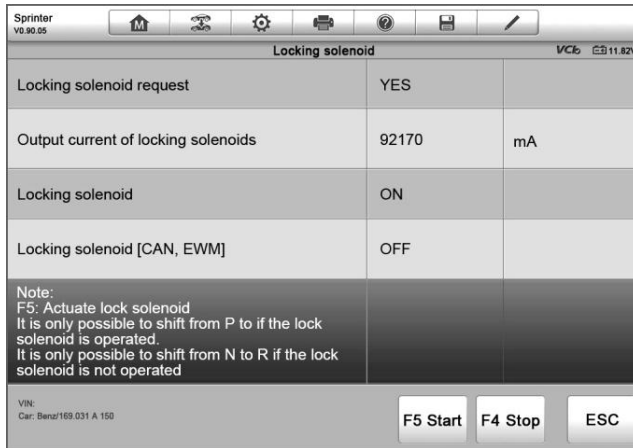 Sprinter
V0.90.05
Locking solenoid
VCI
11.82V
Locking solenoid request YES
Output current of locking solenoids 92170 mA
Locking solenoid ON
Locking solenoid [CAN, EWM] OFF
Note:
F5: Actuate lock solenoid
It is only possible to shift from P to if the lock
solenoid is operated.
It is only possible to shift from N to R if the lock
solenoid is not operated
VIN:
Car: Benz/169.031 A 150
F5 Start F4 Stop ESC